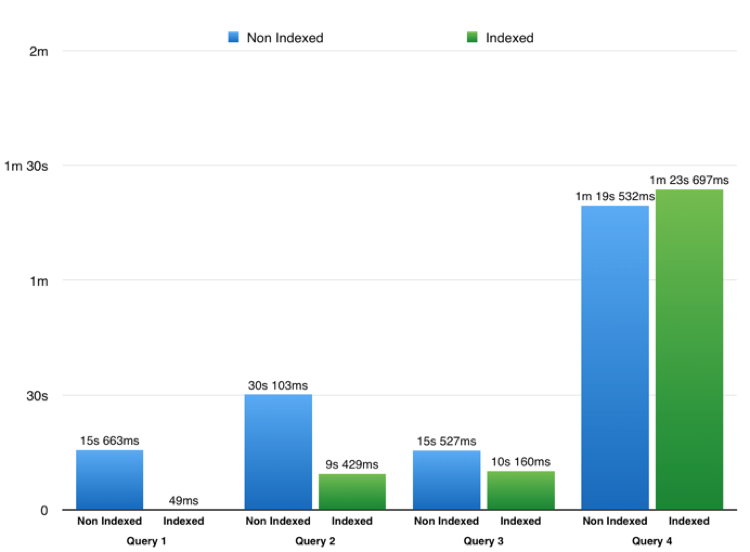 Non Indexed Indexed
2m
1m 30s
1m 23s 697ms
1m 19s 532ms
1m
30s
30s 103ms
15s 663ms
15s 527ms
9s 429ms
10s 160ms
49ms
0
Non Indexed Indexed Non Indexed Indexed Non Indexed Indexed Non Indexed Indexed
Query 1 Query 2 Query 3 Query 4